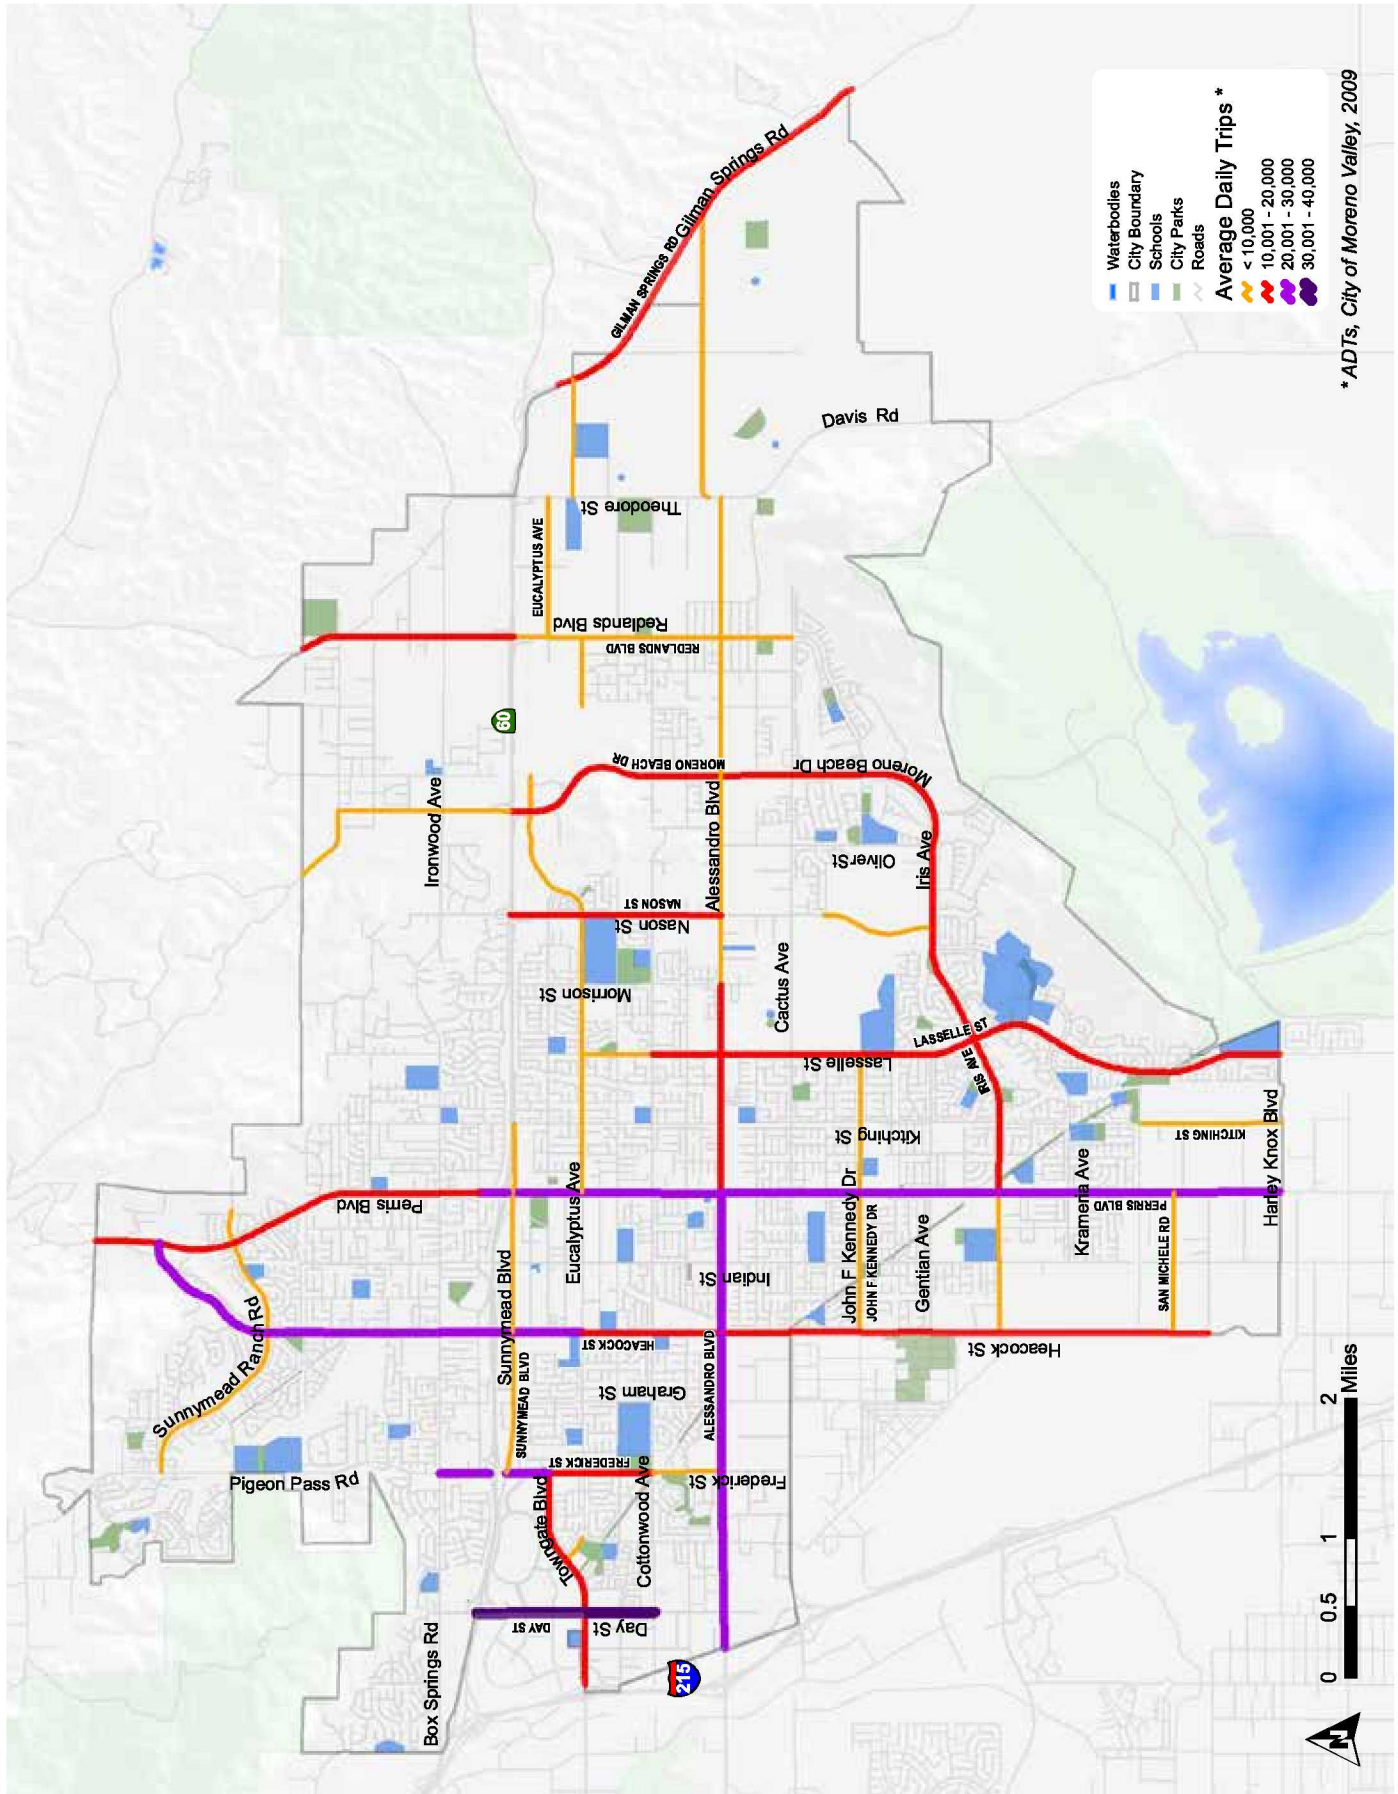 Sunnymead Ranch Rd
Pigeon Pass Rd
Perris Blvd
Box Springs Rd
Ironwood Ave
60
Sunnymead Blvd
SUNNYMEAD BLVD
DAY ST
Day St
Towngate Blvd
FREDERICK ST
Frederick St
Cottonwood Ave
Graham St
HEACOCK ST
Heacock St
Eucalyptus Ave
EUCALYPTUS AVE
Morrison St
NASON ST
Nason St
MORENO BEACH DR
Moreno Beach Dr
Redlands Blvd
REDLANDS BLVD
Theodore St
GILMAN SPRINGS RD
Gilman Springs Rd
215
ALESSANDRO BLVD
Alessandro Blvd
Indian St
Cactus Ave
John F Kennedy Dr
JOHN F KENNEDY DR
Kitching St
Lasselle St
LASSELLE ST
Oliver St
Davis Rd
Gentian Ave
Iris Ave
IRIS AVE
Krameria Ave
PERRIS BLVD
SAN MICHELE RD
KITCHING ST
Harley Knox Blvd
Waterbodies
City Boundary
Schools
City Parks
Roads
Average Daily Trips *
< 10,000
10,001 - 20,000
20,001 - 30,000
30,001 - 40,000
* ADTs, City of Moreno Valley, 2009
N
0 0.5 1 2
Miles